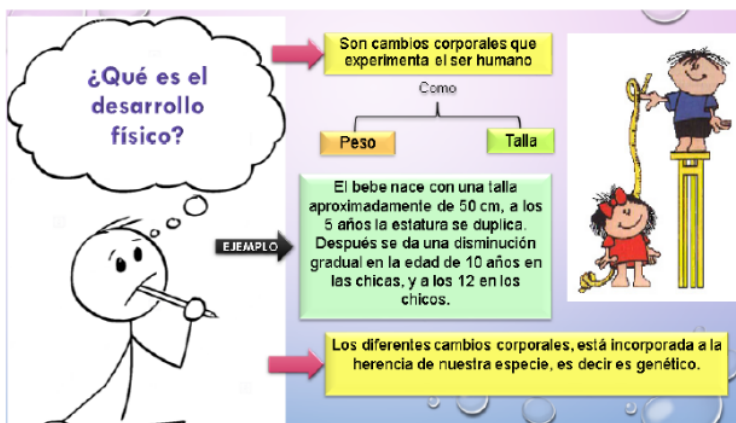 ¿Qué es el
desarrollo
físico?
Son cambios corporales que
experimenta el ser humano
Como
Peso
Talla
EJEMPLO
El bebe nace con una talla
aproximadamente de 50 cm, a los
5 años la estatura se duplica.
Después se da una disminución
gradual en la edad de 10 años en
las chicas, y a los 12 en los
chicos.
Los diferentes cambios corporales, está incorporada a la
herencia de nuestra especie, es decir es genético.